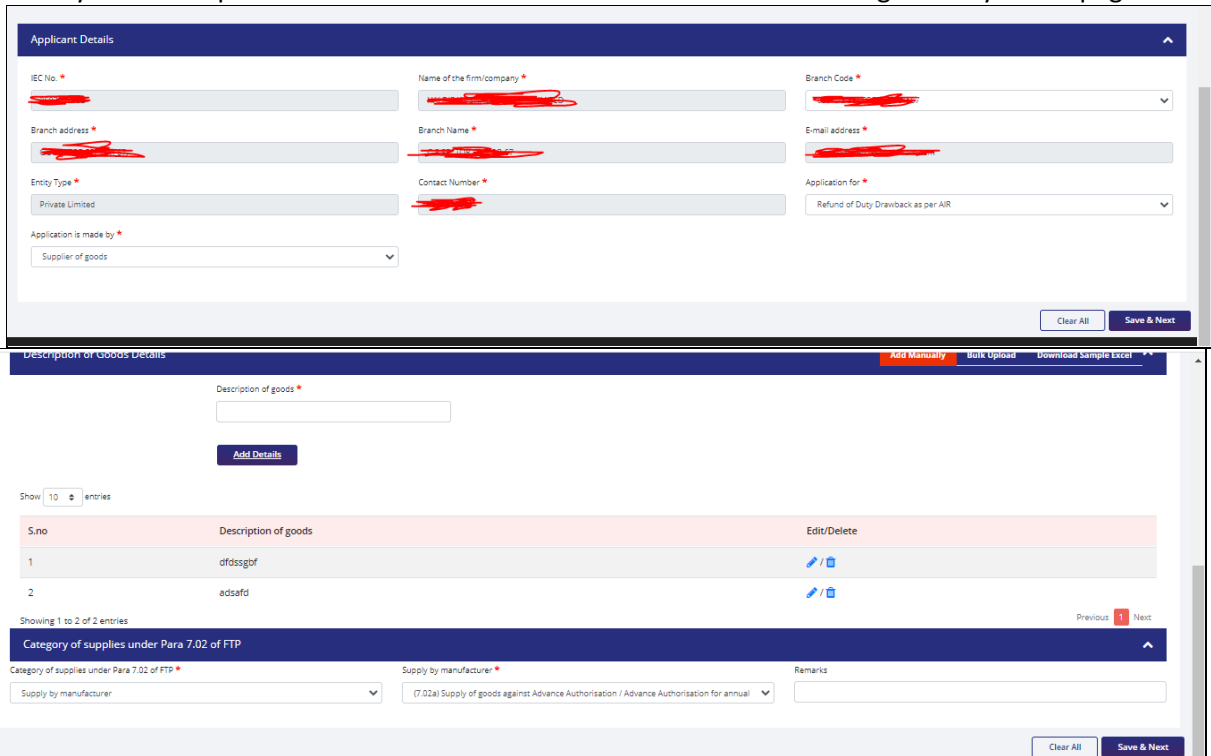 Applicant Details
IEC No. * Name of the firm/company * Branch Code *
Branch address * Branch Name * E-mail address *
Entity Type * Contact Number * Application for *
Private Limited Refund of Duty Drawback as per AIR
Application is made by *
Supplier of goods
Clear All Save & Next
Description of Goods Details Add Manually Bulk Upload Download Sample Excel
Description of goods *
Add Details
Show 10 entries
S.no Description of goods Edit/Delete
1 dfdssgbf /
2 adsafd /
Showing 1 to 2 of 2 entries Previous 1 Next
Category of supplies under Para 7.02 of FTP
Category of supplies under Para 7.02 of FTP * Supply by manufacturer * Remarks
Supply by manufacturer (7.02a) Supply of goods against Advance Authorisation / Advance Authorisation for annual
Clear All Save & Next